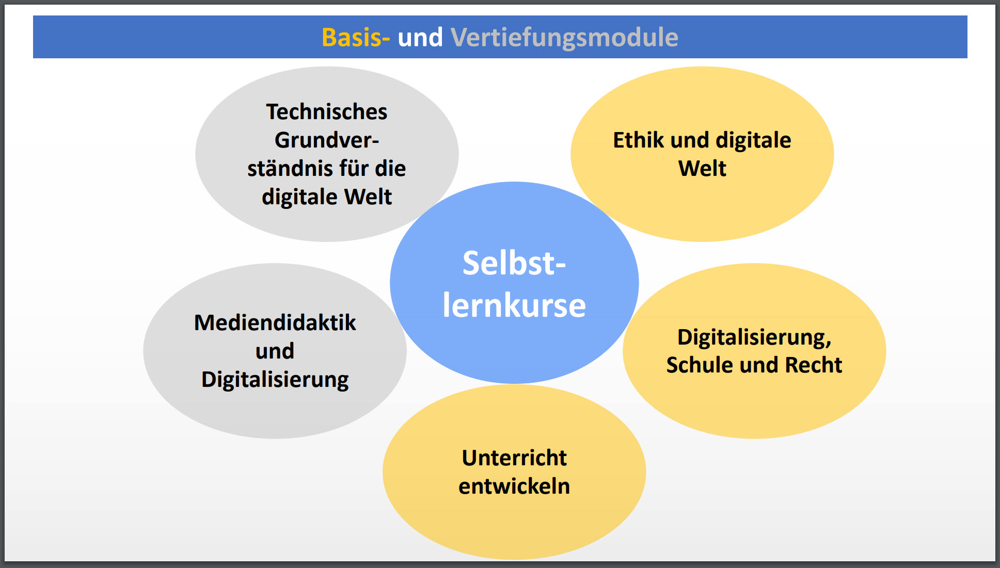 Basis- und Vertiefungsmodule
Technisches
Grundver-
ständnis für die
digitale Welt
Ethik und digitale
Welt
Selbst-
lernkurse
Mediendidaktik
und
Digitalisierung
Digitalisierung,
Schule und Recht
Unterricht
entwickeln